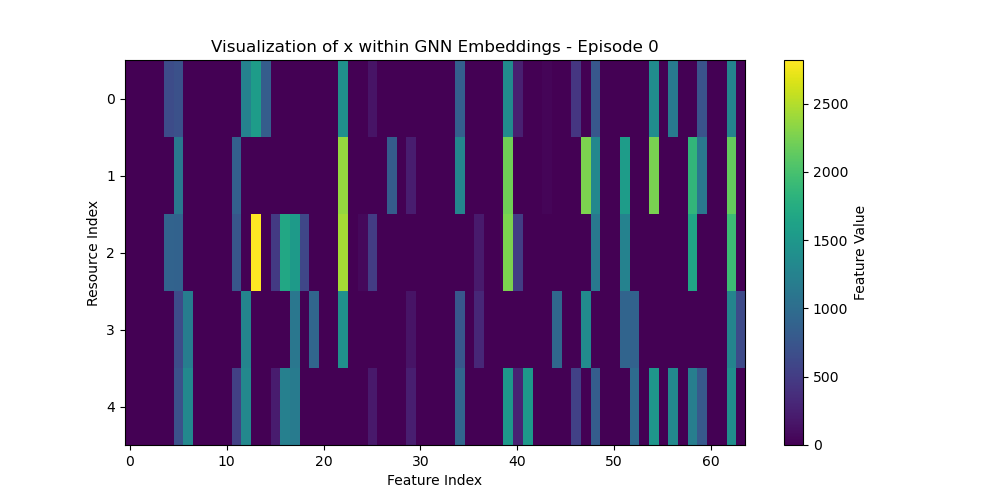 Visualization of x within GNN Embeddings - Episode 0
Resource Index
0
1
2
3
4
0 10 20 30 40 50 60
Feature Index
2500
2000
1500
1000
500
0
Feature Value